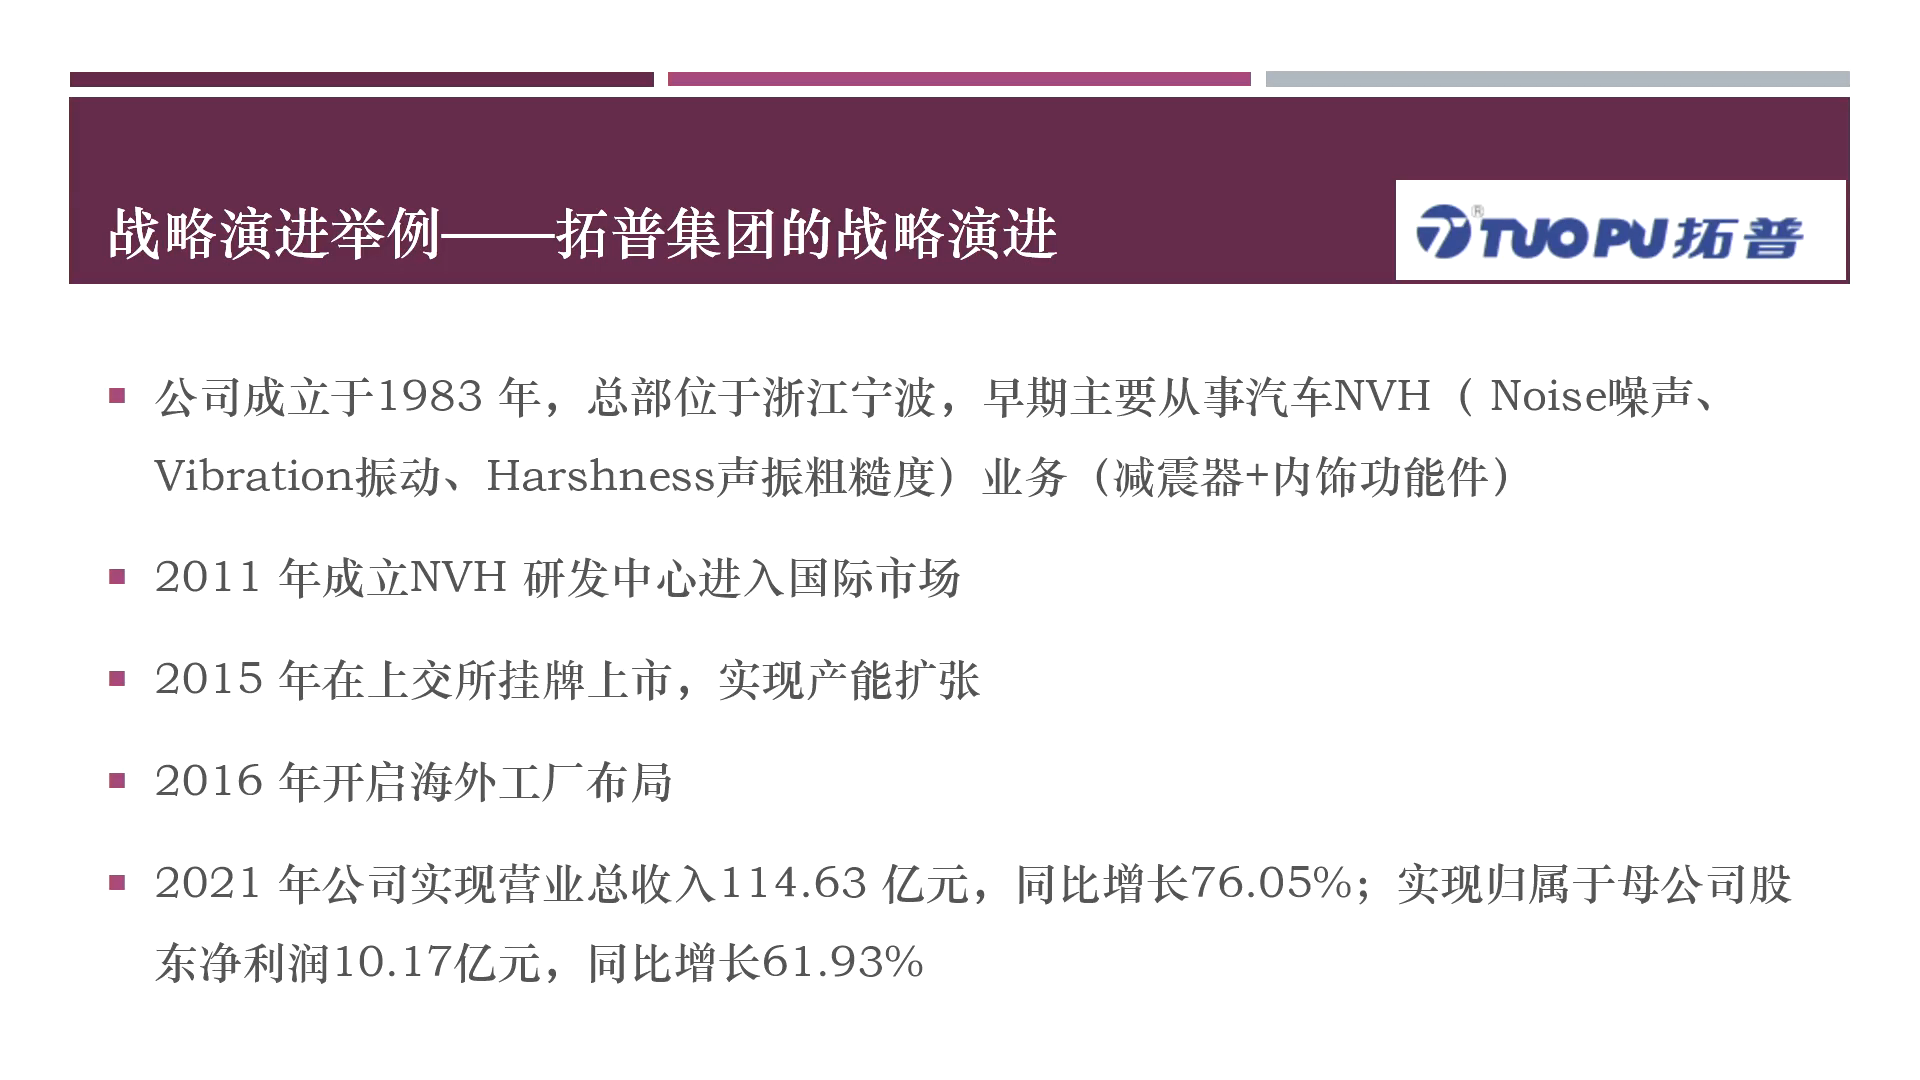 战略演进举例——拓普集团的战略演进
® TUOPU拓普
公司成立于1983 年，总部位于浙江宁波，早期主要从事汽车NVH（ Noise噪声、
Vibration振动、Harshness声振粗糙度）业务（减震器+内饰功能件）
2011 年成立NVH 研发中心进入国际市场
2015 年在上交所挂牌上市，实现产能扩张
2016 年开启海外工厂布局
2021 年公司实现营业总收入114.63 亿元，同比增长76.05%；实现归属于母公司股
东净利润10.17亿元，同比增长61.93%